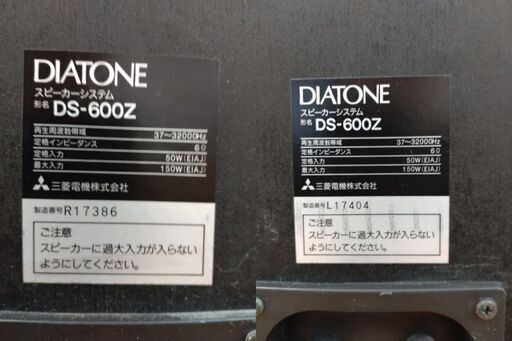 DIATONE
スピーカーシステム
形名 DS-600Z
再生周波数帯域 37〜32000Hz
定格インピーダンス 6Ω
定格入力 50W(EIAJ)
最大入力 150W(EIAJ)
三菱電機株式会社
製造番号 R17386
ご注意
スピーカーに過大入力が入らない
ようにしてください。
DIATONE
スピーカーシステム
形名 DS-600Z
再生周波数帯域 37〜32000Hz
定格インピーダンス 6Ω
定格入力 50W(EIAJ)
最大入力 150W(EIAJ)
三菱電機株式会社
製造番号 L17404
ご注意
スピーカーに過大入力が入らない
ようにしてください。